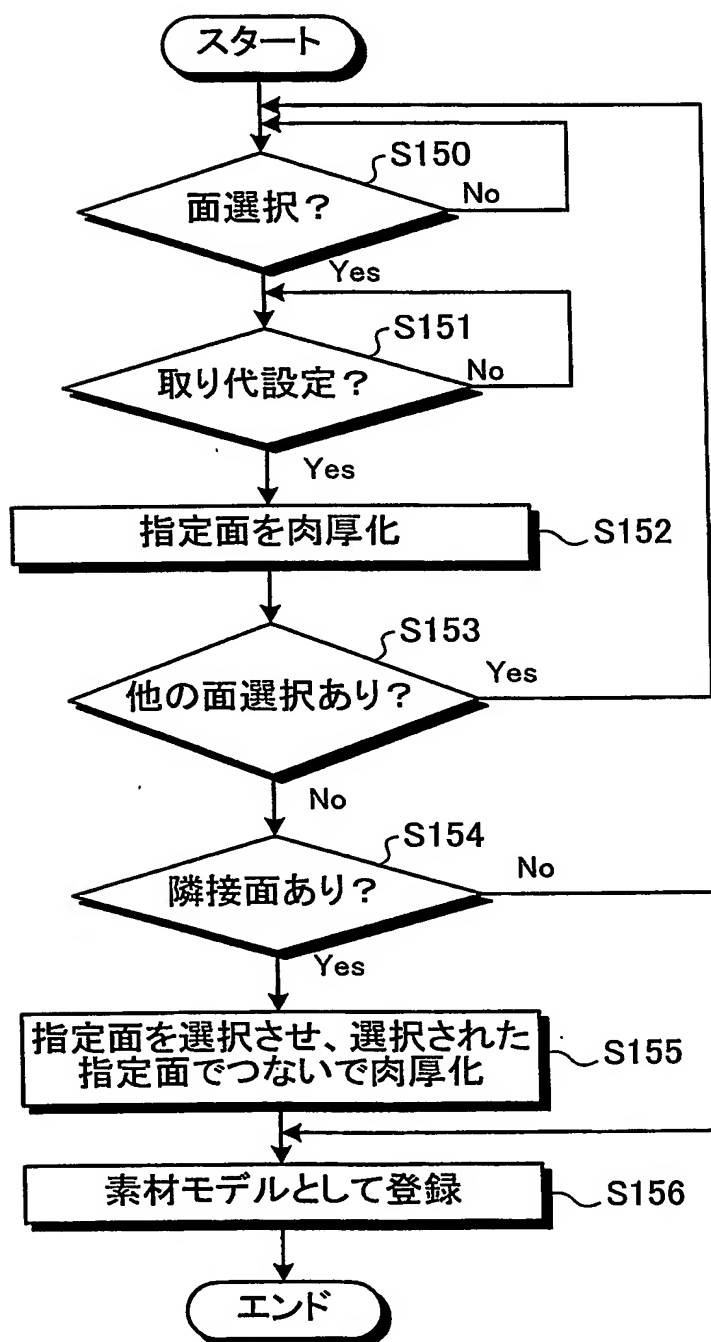 スタート
S150
面選択？
No
Yes
S151
取り代設定？
No
Yes
指定面を肉厚化
S152
S153
他の面選択あり？
Yes
No
S154
隣接面あり？
No
Yes
指定面を選択させ、選択された
指定面でつないで肉厚化
S155
素材モデルとして登録
S156
エンド